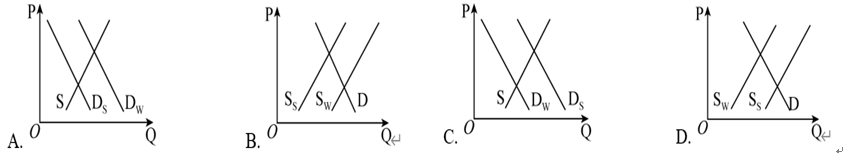 P
S
D_S
D_W
O
Q
A.
P
S_S
S_W
D
O
Q↵
B.
P
S
D_W
D_S
O
Q
C.
P
S_W
S_S
D
O
Q↵
D.
↵